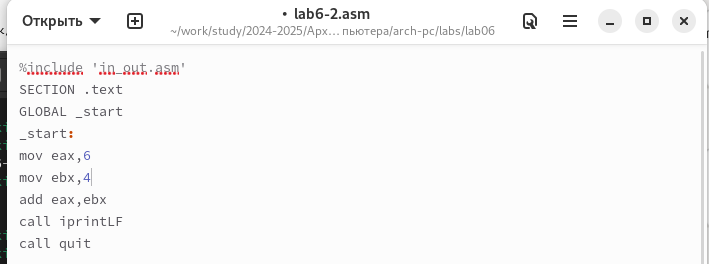 Открыть
• lab6-2.asm
~/work/study/2024-2025/Арх…пьютера/arch-pc/labs/lab06
%include 'in_out.asm'
SECTION .text
GLOBAL _start
_start:
mov eax,6
mov ebx,4
add eax,ebx
call iprintLF
call quit